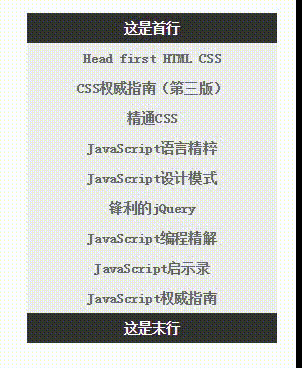 这是首行
Head first HTML CSS
CSS权威指南（第三版）
精通CSS
JavaScript语言精粹
JavaScript设计模式
锋利的jQuery
JavaScript编程精解
JavaScript启示录
JavaScript权威指南
这是末行